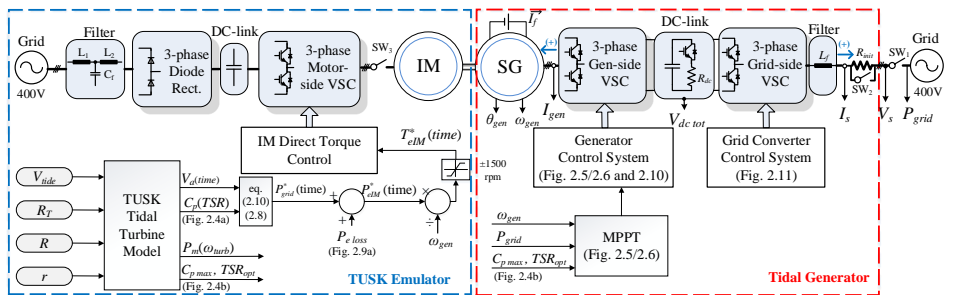 Grid
400V
Filter
L1 L2
Cf
3-phase
Diode
Rect.
DC-link
3-phase
Motor-
side VSC
SW3
IM
IM Direct Torque
Control
T*eIM(time)
±1500
rpm
Vtide
RT
R
r
TUSK
Tidal
Turbine
Model
Va(time)
Cp(TSR)
(Fig. 2.4a)
eq.
(2.10)
(2.8)
P*grid(time)
+
+
Pe loss
(Fig. 2.9a)
P*eIM(time)
×
÷
ωgen
Pm(ωturb)
Cp max, TSRopt
(Fig. 2.4b)
TUSK Emulator
If
SG
(+)
θgen
ωgen
Igen
3-phase
Gen-side
VSC
DC-link
Rdc
Vdc tot
3-phase
Grid-side
VSC
Filter
Lf
(+)
Rinit
SW2
SW1
Grid
400V
Is
Vs
Pgrid
Generator
Control System
(Fig. 2.5/2.6 and 2.10)
Grid Converter
Control System
(Fig. 2.11)
ωgen
Pgrid
Cp max, TSRopt
(Fig. 2.4b)
MPPT
(Fig. 2.5/2.6)
Tidal Generator